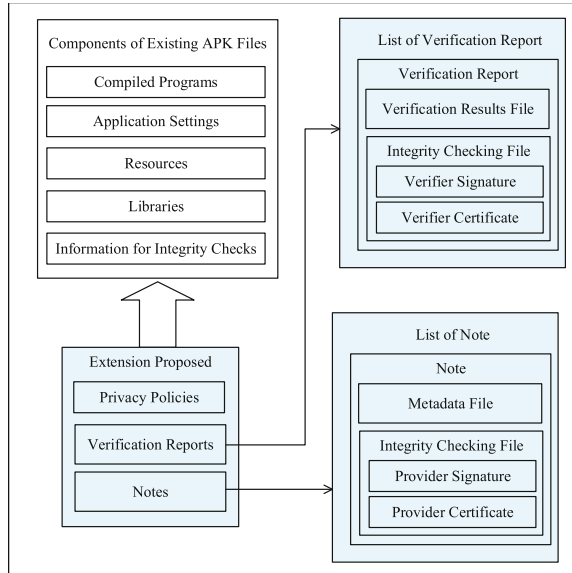 Components of Existing APK Files
Compiled Programs
Application Settings
Resources
Libraries
Information for Integrity Checks
Extension Proposed
Privacy Policies
Verification Reports
Notes
List of Verification Report
Verification Report
Verification Results File
Integrity Checking File
Verifier Signature
Verifier Certificate
List of Note
Note
Metadata File
Integrity Checking File
Provider Signature
Provider Certificate